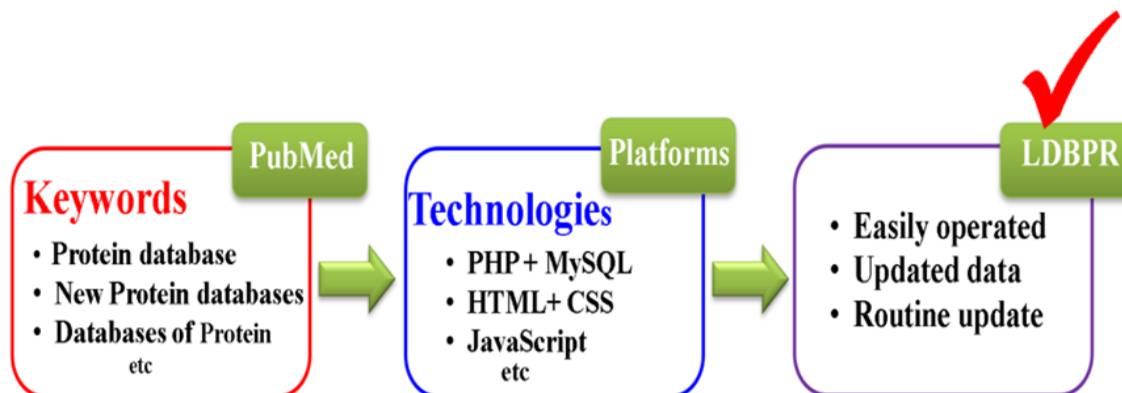 PubMed
Keywords
• Protein database
• New Protein databases
• Databases of Protein
etc
Platforms
Technologies
• PHP + MySQL
• HTML+ CSS
• JavaScript
etc
LDBPR
• Easily operated
• Updated data
• Routine update